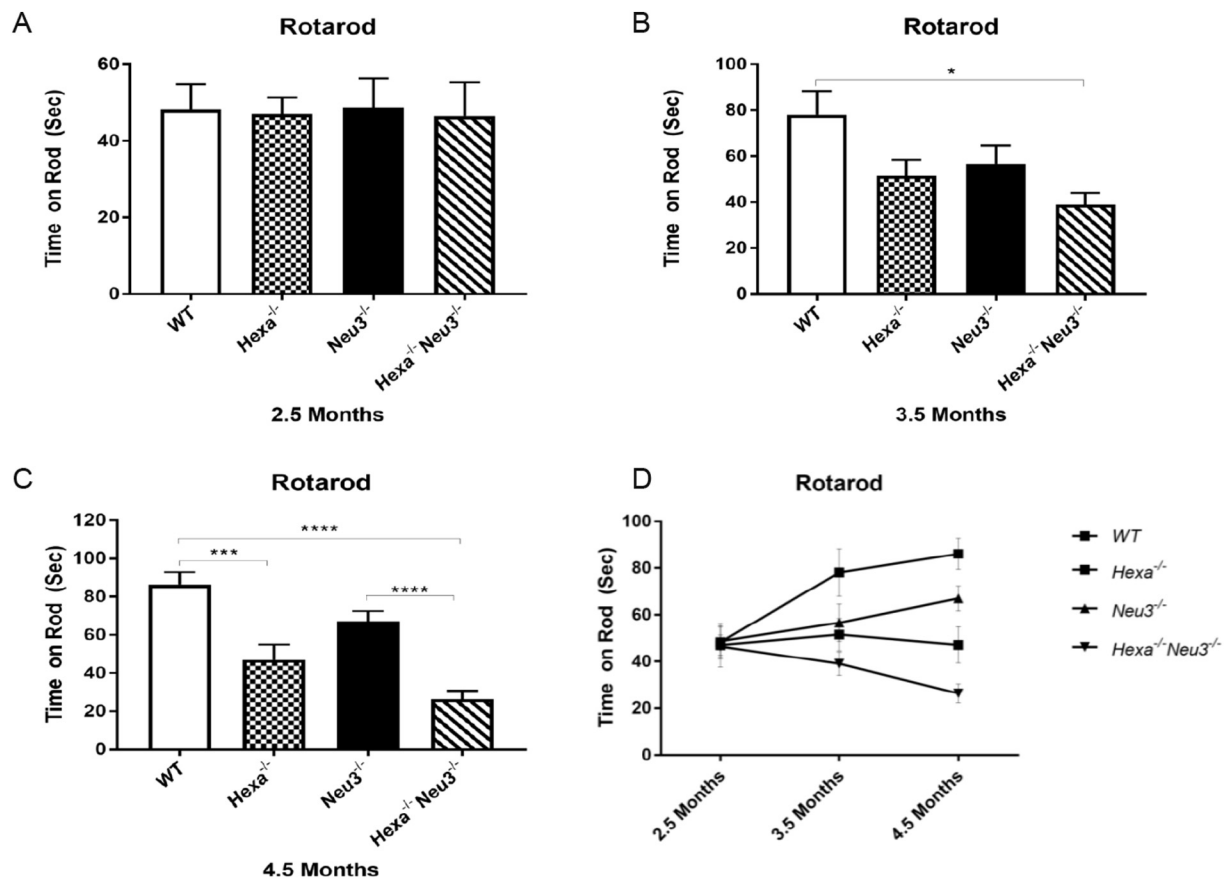 A
Rotarod
Time on Rod (Sec)
60
40
20
0
WT
Hexa-/-
Neu3-/-
Hexa-/-Neu3-/-
2.5 Months
B
Rotarod
*
Time on Rod (Sec)
100
80
60
40
20
0
WT
Hexa-/-
Neu3-/-
Hexa-/-Neu3-/-
3.5 Months
C
Rotarod
****
***
****
Time on Rod (Sec)
120
100
80
60
40
20
0
WT
Hexa-/-
Neu3-/-
Hexa-/-Neu3-/-
4.5 Months
D
Rotarod
Time on Rod (Sec)
100
80
60
40
20
0
2.5 Months
3.5 Months
4.5 Months
WT
Hexa-/-
Neu3-/-
Hexa-/-Neu3-/-